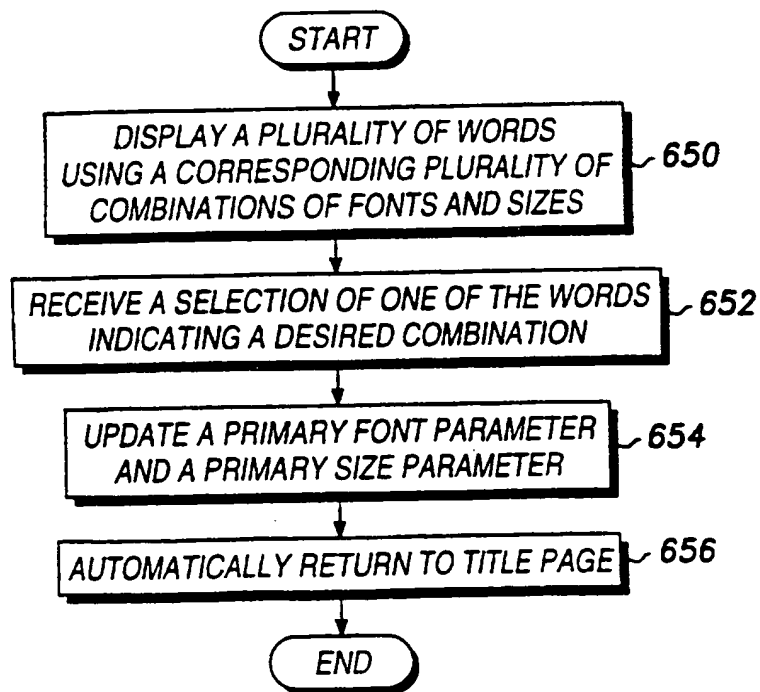 START
DISPLAY A PLURALITY OF WORDS
USING A CORRESPONDING PLURALITY OF
COMBINATIONS OF FONTS AND SIZES
650
RECEIVE A SELECTION OF ONE OF THE WORDS
INDICATING A DESIRED COMBINATION
652
UPDATE A PRIMARY FONT PARAMETER
AND A PRIMARY SIZE PARAMETER
654
AUTOMATICALLY RETURN TO TITLE PAGE
656
END